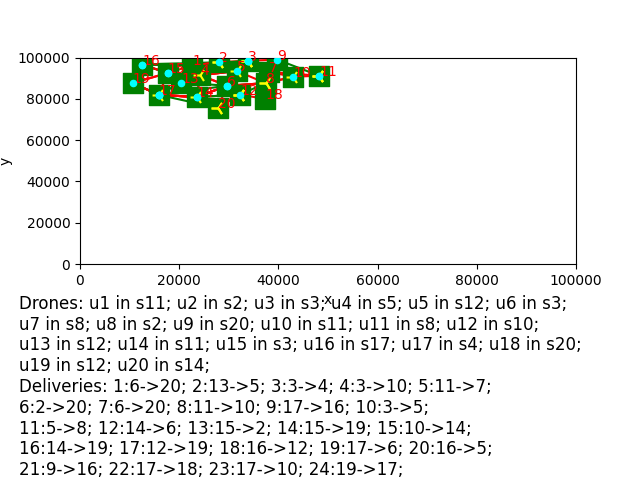 100000
80000
60000
40000
20000
0
y
16
1
2
3
9
11
18
0 20000 40000 60000 80000 100000
x
Drones: u1 in s11; u2 in s2; u3 in s3; u4 in s5; u5 in s12; u6 in s3;
u7 in s8; u8 in s2; u9 in s20; u10 in s11; u11 in s8; u12 in s10;
u13 in s12; u14 in s11; u15 in s3; u16 in s17; u17 in s4; u18 in s20;
u19 in s12; u20 in s14;
Deliveries: 1:6->20; 2:13->5; 3:3->4; 4:3->10; 5:11->7;
6:2->20; 7:6->20; 8:11->10; 9:17->16; 10:3->5;
11:5->8; 12:14->6; 13:15->2; 14:15->19; 15:10->14;
16:14->19; 17:12->19; 18:16->12; 19:17->6; 20:16->5;
21:9->16; 22:17->18; 23:17->10; 24:19->17;